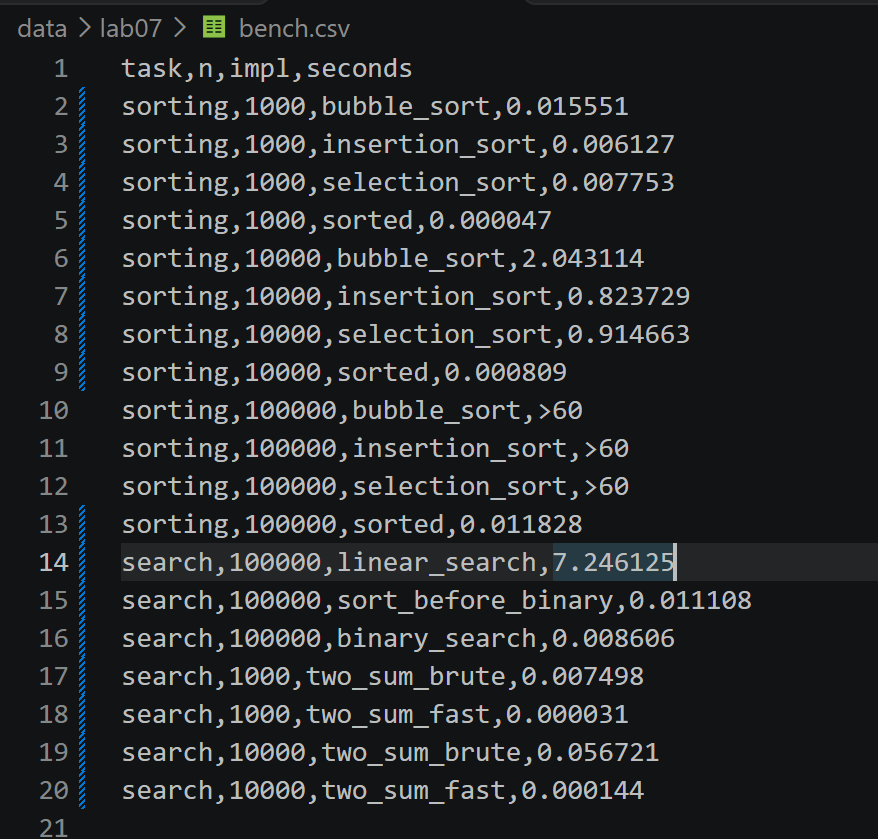 data > lab07 > bench.csv
1 task,n,impl,seconds
2 sorting,1000,bubble_sort,0.015551
3 sorting,1000,insertion_sort,0.006127
4 sorting,1000,selection_sort,0.007753
5 sorting,1000,sorted,0.000047
6 sorting,10000,bubble_sort,2.043114
7 sorting,10000,insertion_sort,0.823729
8 sorting,10000,selection_sort,0.914663
9 sorting,10000,sorted,0.000809
10 sorting,100000,bubble_sort,>60
11 sorting,100000,insertion_sort,>60
12 sorting,100000,selection_sort,>60
13 sorting,100000,sorted,0.011828
14 search,100000,linear_search,7.246125
15 search,100000,sort_before_binary,0.011108
16 search,100000,binary_search,0.008606
17 search,1000,two_sum_brute,0.007498
18 search,1000,two_sum_fast,0.000031
19 search,10000,two_sum_brute,0.056721
20 search,10000,two_sum_fast,0.000144
21